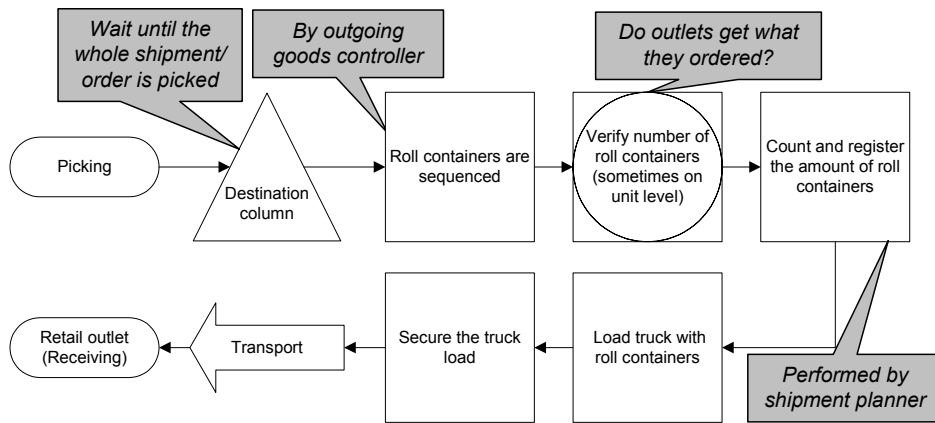 Wait until the
whole shipment/
order is picked
By outgoing
goods controller
Do outlets get what
they ordered?
Picking
Destination
column
Roll containers are
sequenced
Verify number of
roll containers
(sometimes on
unit level)
Count and register
the amount of roll
containers
Retail outlet
(Receiving)
Transport
Secure the truck
load
Load truck with
roll containers
Performed by
shipment planner